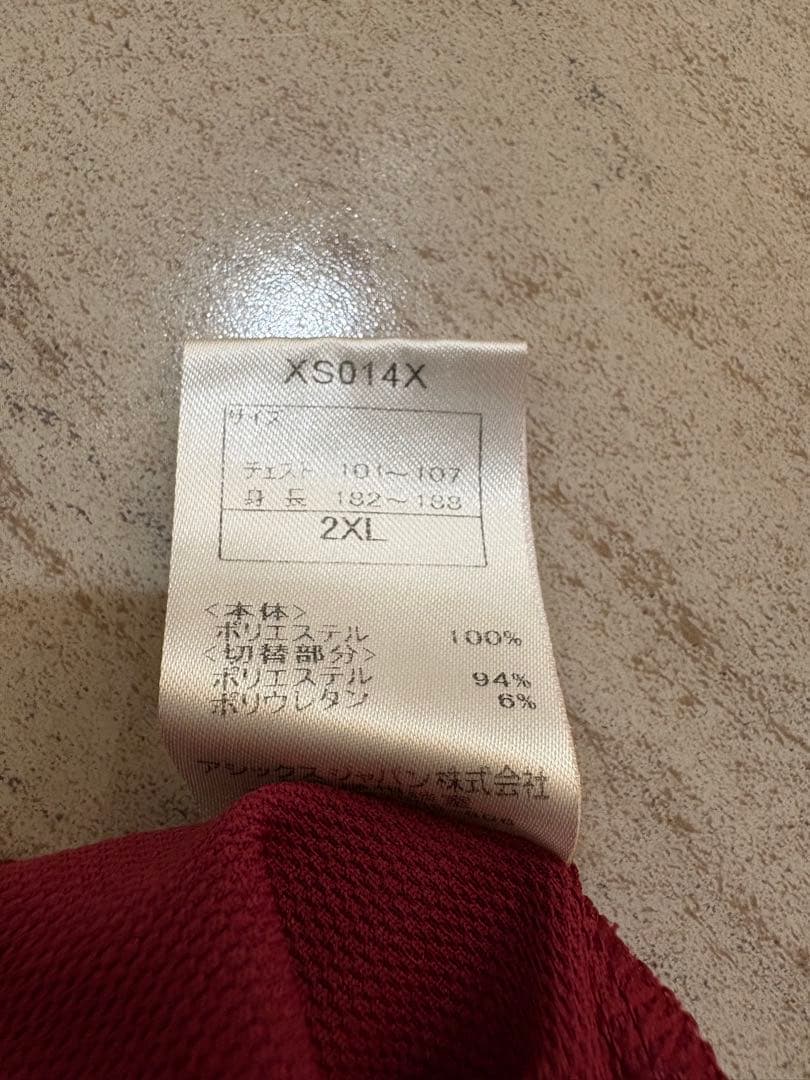 XS014X
サイズ
チェスト 101～107
身長 182～188
2XL
<本体>
ポリエステル 100%
<切替部分>
ポリエステル 94%
ポリウレタン 6%
アシックスジャパン株式会社